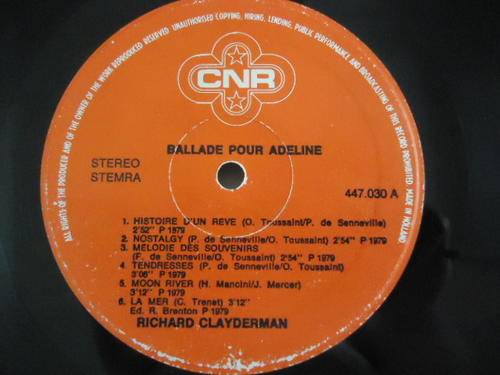 ALL RIGHTS OF THE PRODUCER AND OF THE OWNER OF THE WORK REPRODUCED RESERVED UNAUTHORISED COPYING, HIRING, LENDING, PUBLIC PERFORMANCE AND BROADCASTING OF THIS RECORD PROHIBITED MADE IN HOLLAND
CNR
BALLADE POUR ADELINE
STEREO
STEMRA
447.030 A
1. HISTOIRE D'UN REVE (O. Toussaint/P. de Senneville)
2'52" P 1979
2. NOSTALGY (P. de Senneville/O. Toussaint) 2'54" P 1979
3. MELODIE DES SOUVENIRS
(F. de Senneville/O. Toussaint) 2'54" P 1979
4. TENDRESSES (P. de Senneville/O. Toussaint)
3'06" P 1979
5. MOON RIVER (H. Mancini/J. Mercer)
3'12" P 1979
6. LA MER (C. Trenet) 3'12"
Ed. R. Brenton P 1979
RICHARD CLAYDERMAN